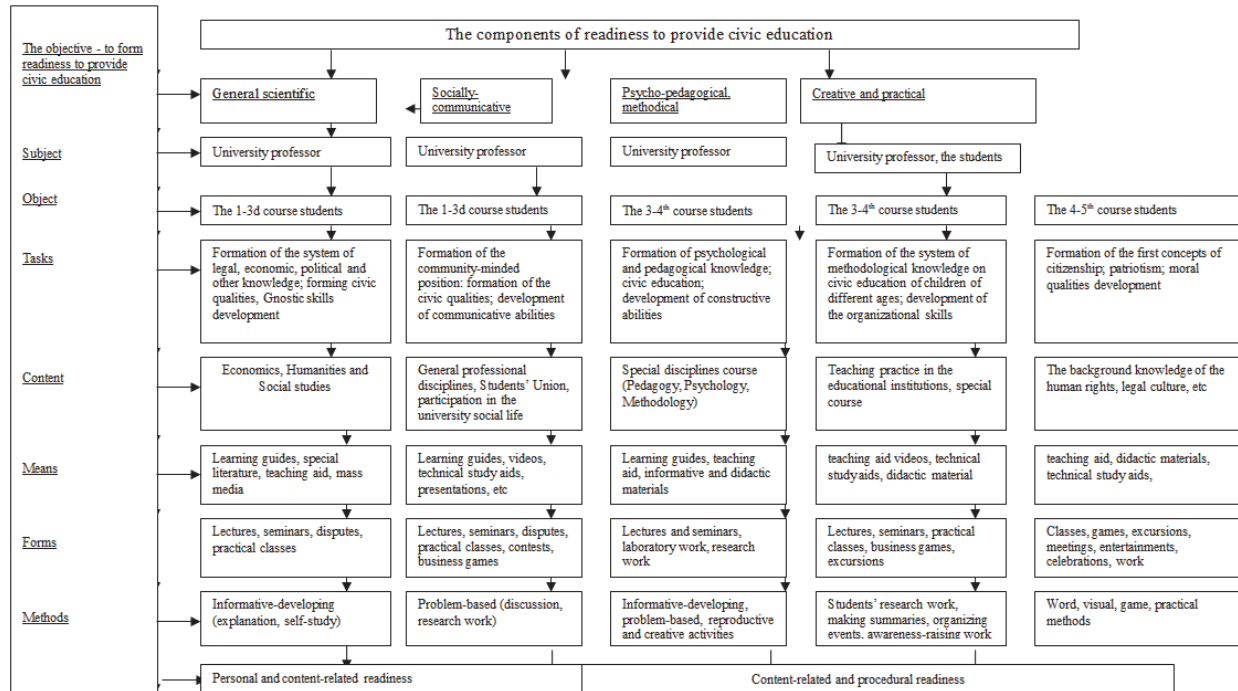 The components of readiness to provide civic education
The objective - to form
readiness to provide
civic education
General scientific
Socially-
communicative
Psycho-pedagogical,
methodical
Creative and practical
Subject
University professor
University professor
University professor
University professor, the students
Object
The 1-3d course students
The 1-3d course students
The 3-4th course students
The 3-4th course students
The 4-5th course students
Tasks
Formation of the system of
legal, economic, political and
other knowledge; forming civic
qualities, Gnostic skills
development
Formation of the
community-minded
position: formation of the
civic qualities; development
of communicative abilities
Formation of psychological
and pedagogical knowledge;
civic education;
development of constructive
abilities
Formation of the system of
methodological knowledge on
civic education of children of
different ages; development of
the organizational skills
Formation of the first concepts of
citizenship; patriotism; moral
qualities development
Content
Economics, Humanities and
Social studies
General professional
disciplines, Students' Union,
participation in the
university social life
Special disciplines course
(Pedagogy, Psychology,
Methodology)
Teaching practice in the
educational institutions, special
course
The background knowledge of the
human rights, legal culture, etc
Means
Learning guides, special
literature, teaching aid, mass
media
Learning guides, videos,
technical study aids,
presentations, etc
Learning guides, teaching
aid, informative and didactic
materials
teaching aid videos, technical
study aids, didactic material
teaching aid, didactic materials,
technical study aids,
Forms
Lectures, seminars, disputes,
practical classes
Lectures, seminars, disputes,
practical classes, contests,
business games
Lectures and seminars,
laboratory work, research
work
Lectures, seminars, practical
classes, business games,
excursions
Classes, games, excursions,
meetings, entertainments,
celebrations, work
Methods
Informative-developing
(explanation, self-study)
Problem-based (discussion,
research work)
Informative-developing,
problem-based, reproductive
and creative activities
Students' research work,
making summaries, organizing
events, awareness-raising work
Word, visual, game, practical
methods
Personal and content-related readiness
Content-related and procedural readiness